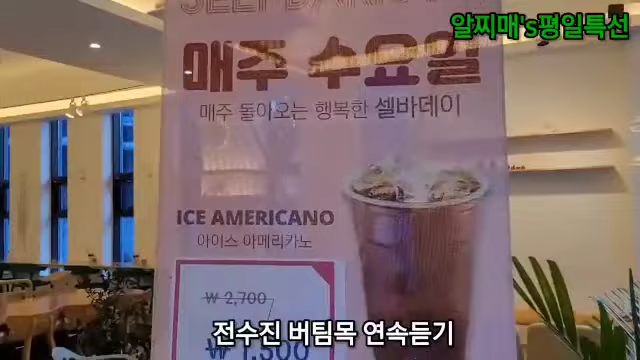 알찌매's평일특선
매주 수요일
매주 돌아오는 행복한 셀바데이
ICE AMERICANO
아이스 아메리카노
₩ 2,700
₩ 1,500
전수진 버팀목 연속듣기